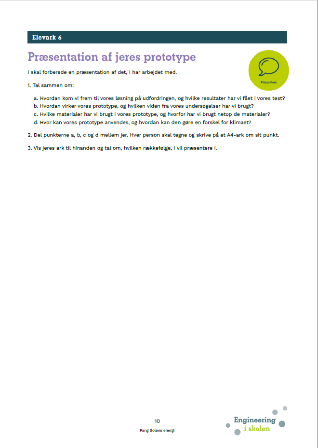 Elevark 6
Præsentation af jeres prototype
I skal forberede en præsentation af det, I har arbejdet med.
1. Tal sammen om:
a. Hvordan kom vi frem til vores løsning på udfordringen, og hvilke resultater har vi fået i vores test?
b. Hvordan virker vores prototype, og hvilken viden fra vores undersøgelser har vi brugt?
c. Hvilke materialer har vi brugt i vores prototype, og hvorfor har vi brugt netop de materialer?
d. Hvor kan vores prototype anvendes, og hvordan kan den gøre en forskel for klimaet?
2. Del punkterne a, b, c og d mellem jer. Hver person skal tegne og skrive på et A4-ark om sit punkt.
3. Vis jeres ark til hinanden og tal om, hvilken rækkefølge, I vil præsentere i.
10
Fang Solens energi
Engineering
i skolen